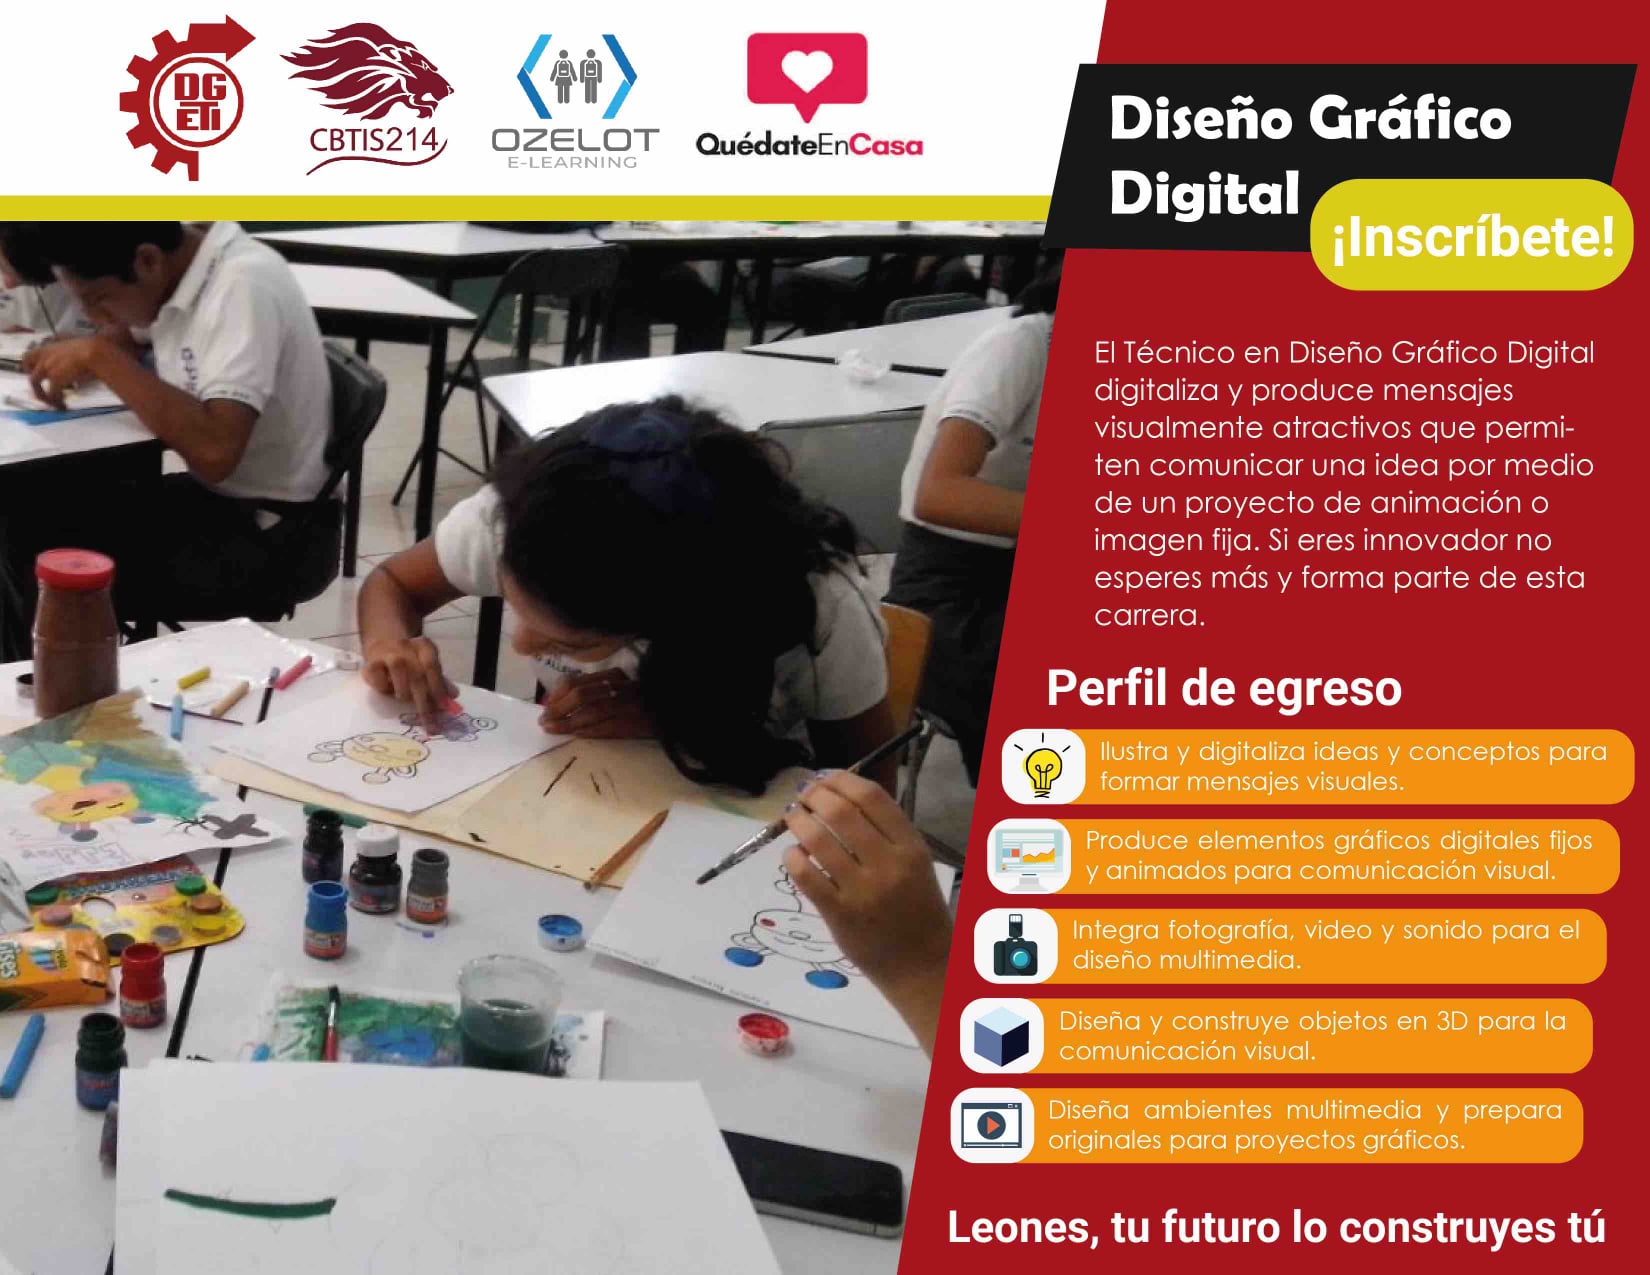 DG
ETI
CBTIS214
OZELOT
E-LEARNING
QuédateEnCasa
Diseño Gráfico
Digital
¡Inscríbete!
El Técnico en Diseño Gráfico Digital
digitaliza y produce mensajes
visualmente atractivos que permi-
ten comunicar una idea por medio
de un proyecto de animación o
imagen fija. Si eres innovador no
esperes más y forma parte de esta
carrera.
Perfil de egreso
Ilustra y digitaliza ideas y conceptos para
formar mensajes visuales.
Produce elementos gráficos digitales fijos
y animados para comunicación visual.
Integra fotografía, video y sonido para el
diseño multimedia.
Diseña y construye objetos en 3D para la
comunicación visual.
Diseña ambientes multimedia y prepara
originales para proyectos gráficos.
Leones, tu futuro lo construyes tú